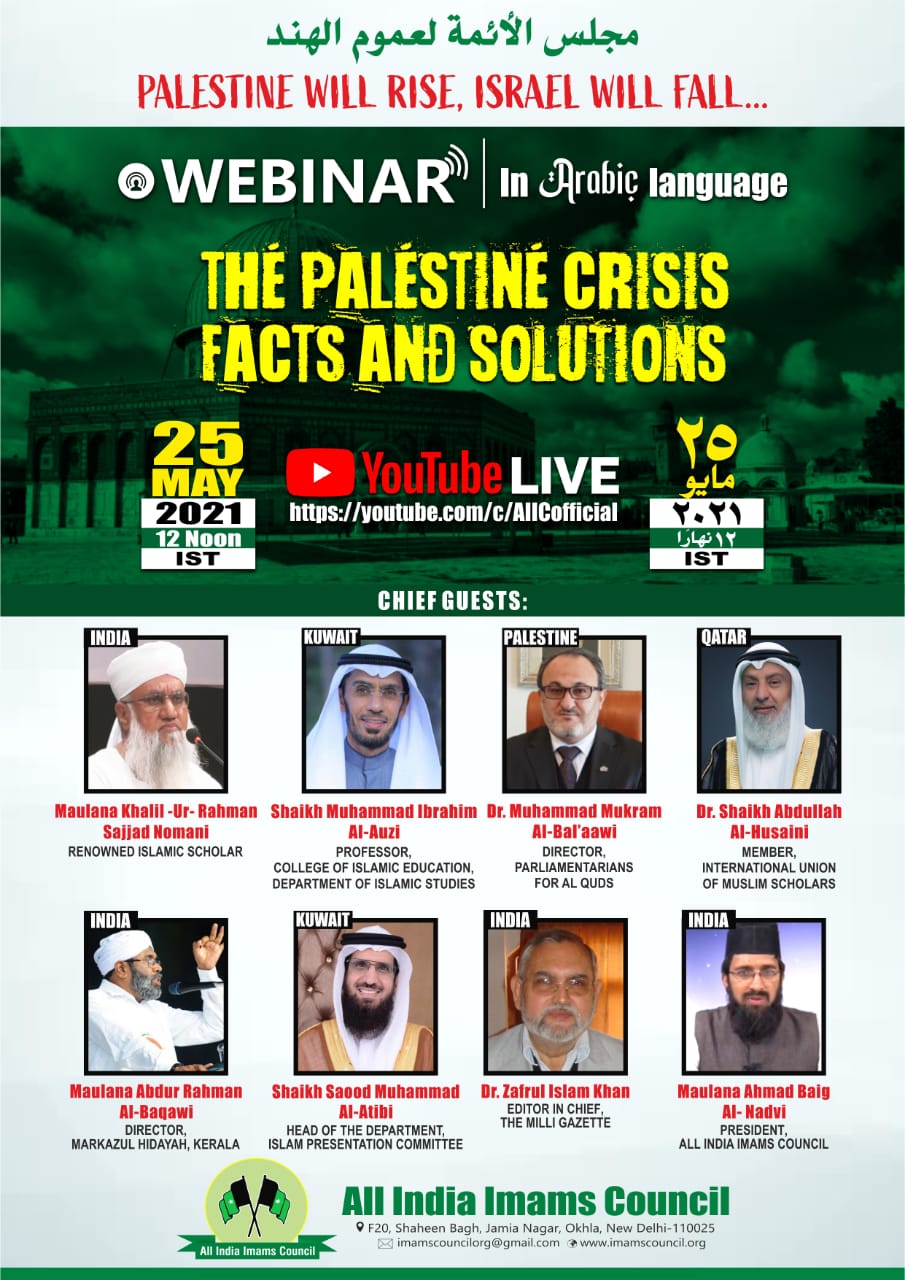 مجلس الأئمة لعموم الهند
PALESTINE WILL RISE, ISRAEL WILL FALL...
WEBINAR
In Arabic language
THE PALESTINE CRISIS
FACTS AND SOLUTIONS
25
MAY
2021
12 Noon
IST
YouTube LIVE
https://youtube.com/c/AIICofficial
٢٥
مايو
٢٠٢١
١٢ نهارًا
IST
CHIEF GUESTS:
INDIA
Maulana Khalil -Ur- Rahman
Sajjad Nomani
RENOWNED ISLAMIC SCHOLAR
KUWAIT
Shaikh Muhammad Ibrahim
Al-Auzi
PROFESSOR,
COLLEGE OF ISLAMIC EDUCATION,
DEPARTMENT OF ISLAMIC STUDIES
PALESTINE
Dr. Muhammad Mukram
Al-Bal'aawi
DIRECTOR,
PARLIAMENTARIANS
FOR AL QUDS
QATAR
Dr. Shaikh Abdullah
Al-Husaini
MEMBER,
INTERNATIONAL UNION
OF MUSLIM SCHOLARS
INDIA
Maulana Abdur Rahman
Al-Baqawi
DIRECTOR,
MARKAZUL HIDAYAH, KERALA
KUWAIT
Shaikh Saood Muhammad
Al-Atibi
HEAD OF THE DEPARTMENT,
ISLAM PRESENTATION COMMITTEE
INDIA
Dr. Zafrul Islam Khan
EDITOR IN CHIEF,
THE MILLI GAZETTE
INDIA
Maulana Ahmad Baig
Al- Nadvi
PRESIDENT,
ALL INDIA IMAMS COUNCIL
All India Imams Council
All India Imams Council
F20, Shaheen Bagh, Jamia Nagar, Okhla, New Delhi-110025
imamscouncilorg@gmail.com www.imamscouncil.org